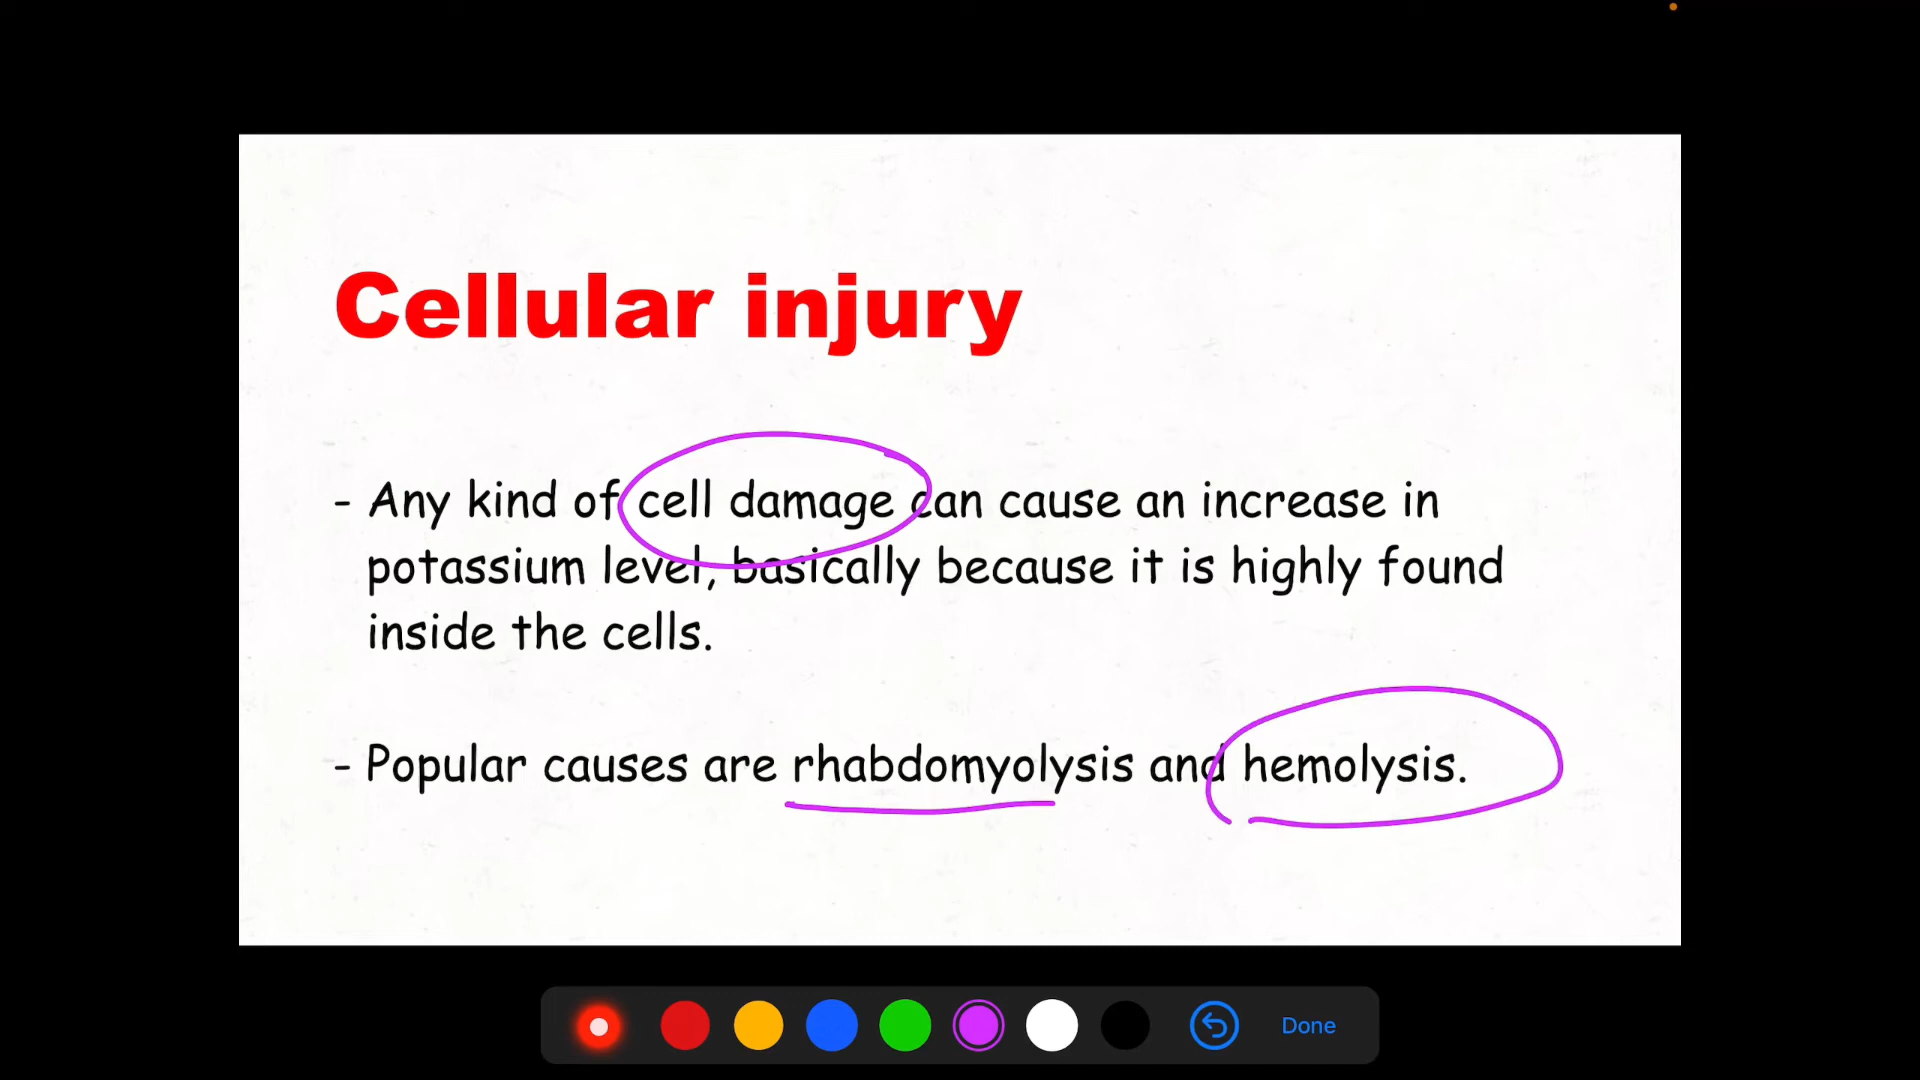 Cellular injury
- Any kind of cell damage can cause an increase in
potassium level, basically because it is highly found
inside the cells.
- Popular causes are rhabdomyolysis and hemolysis.
Done